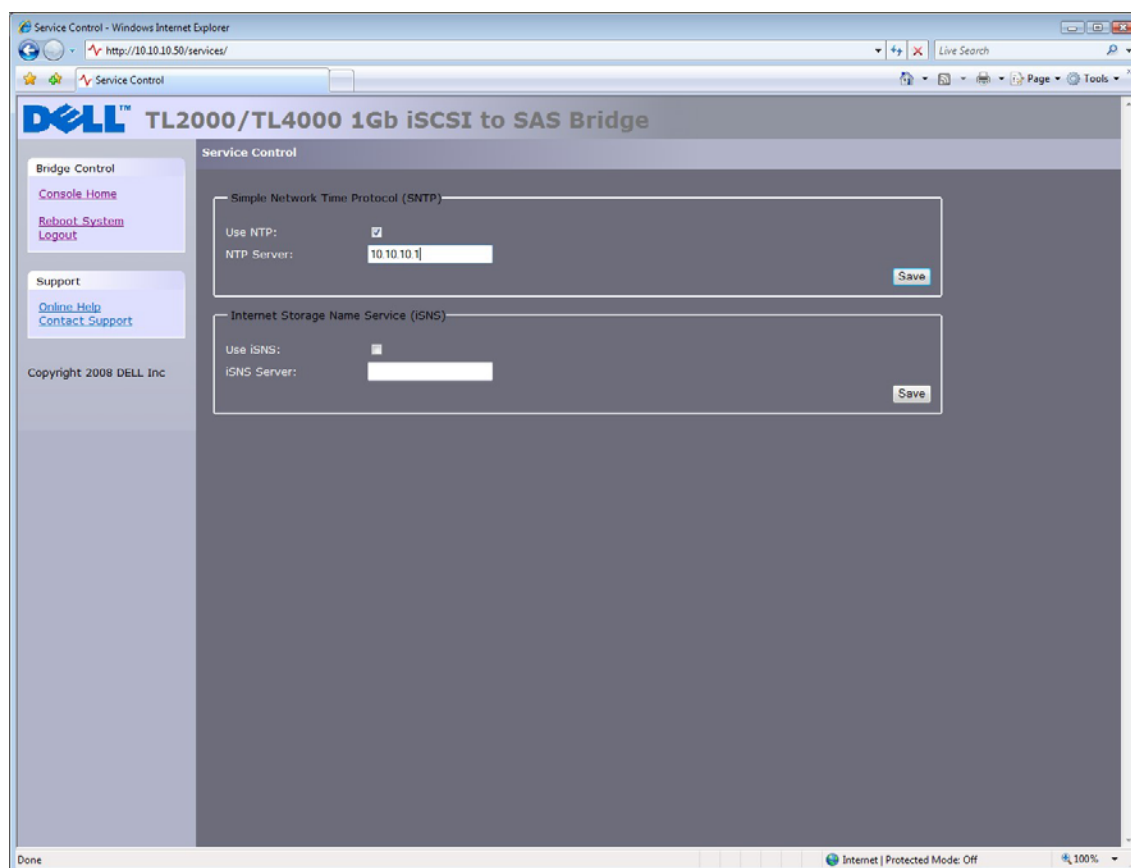 Service Control - Windows Internet Explorer
http://10.10.10.50/services/
Live Search
Service Control
Page
Tools
DELL™ TL2000/TL4000 1Gb iSCSI to SAS Bridge
Service Control
Bridge Control
Console Home
Reboot System
Logout
Support
Online Help
Contact Support
Copyright 2008 DELL Inc
Simple Network Time Protocol (SNTP)
Use NTP:
NTP Server: 10.10.10.1
Save
Internet Storage Name Service (iSNS)
Use iSNS:
iSNS Server:
Save
Done
Internet | Protected Mode: Off
100%